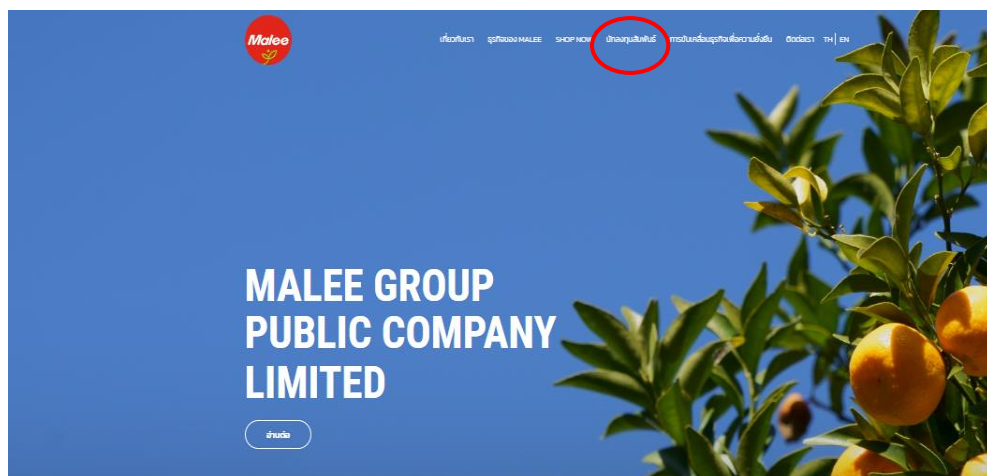 Malee
เกี่ยวกับเรา ธุรกิจของ MALEE SHOP NOW นักลงทุนสัมพันธ์ การขับเคลื่อนธุรกิจเพื่อความยั่งยืน ติดต่อเรา TH | EN
MALEE GROUP
PUBLIC COMPANY
LIMITED
อ่านต่อ